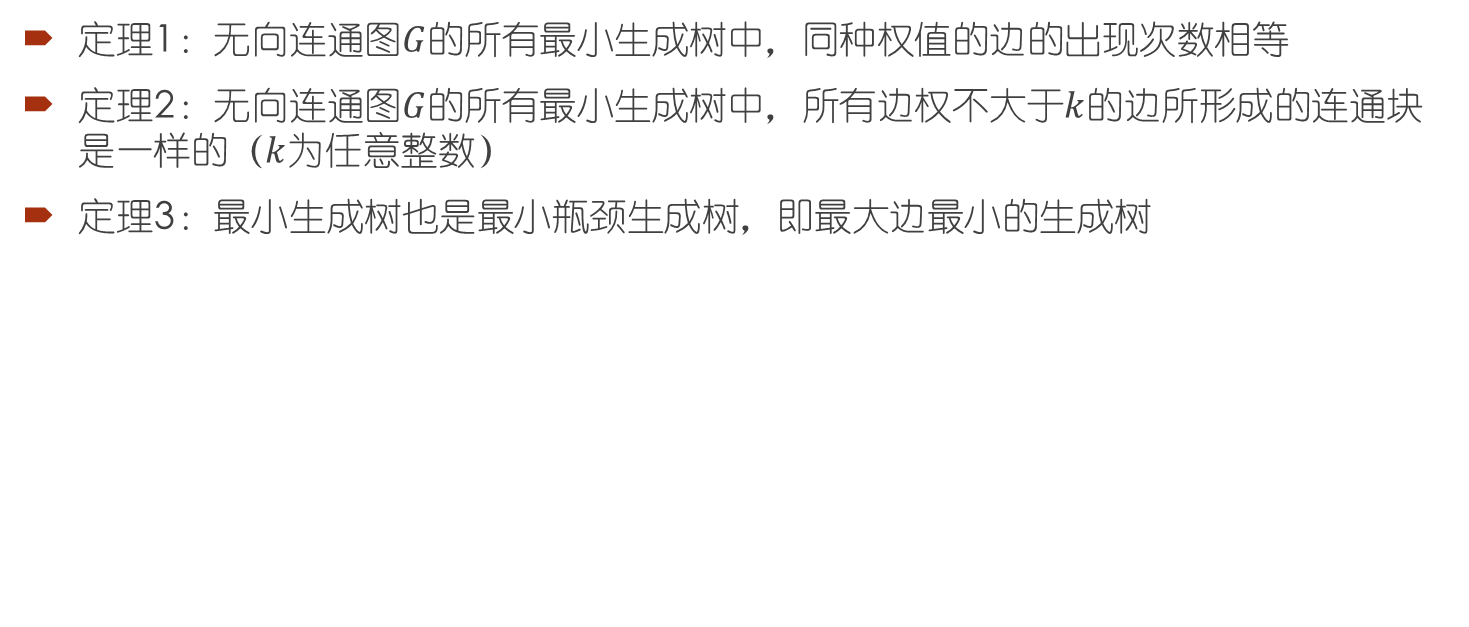 定理1：无向连通图G的所有最小生成树中，同种权值的边的出现次数相等
定理2：无向连通图G的所有最小生成树中，所有边权不大于k的边所形成的连通块
是一样的（k为任意整数）
定理3：最小生成树也是最小瓶颈生成树，即最大边最小的生成树